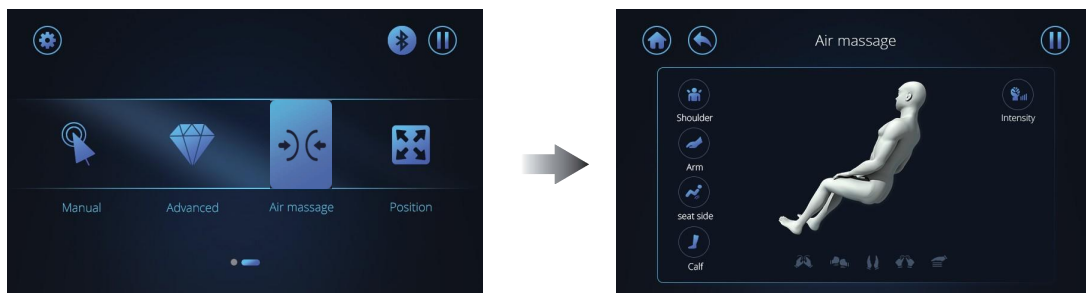 Manual
Advanced
Air massage
Position
Air massage
Shoulder
Arm
seat side
Calf
Intensity